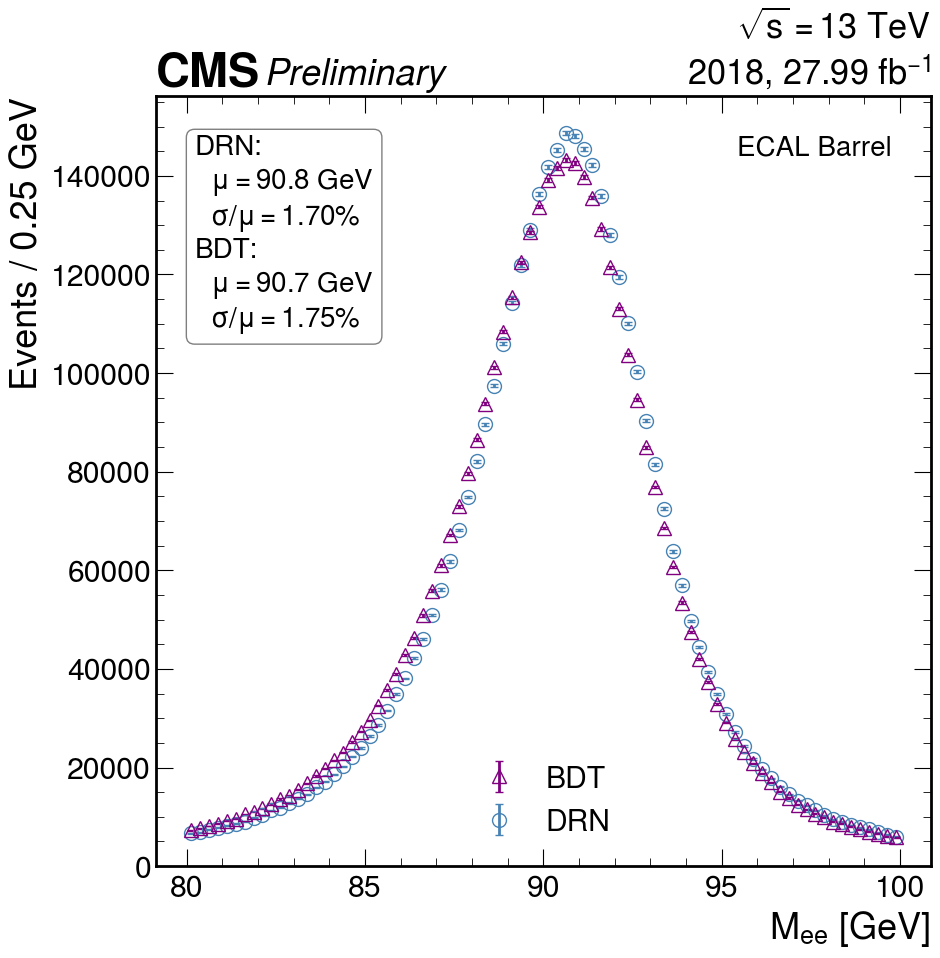 √s = 13 TeV
CMS Preliminary
2018, 27.99 fb⁻¹
Events / 0.25 GeV
DRN:
μ = 90.8 GeV
σ/μ = 1.70%
BDT:
μ = 90.7 GeV
σ/μ = 1.75%
ECAL Barrel
140000
120000
100000
80000
60000
40000
20000
0
BDT
DRN
80 85 90 95 100
Mee [GeV]